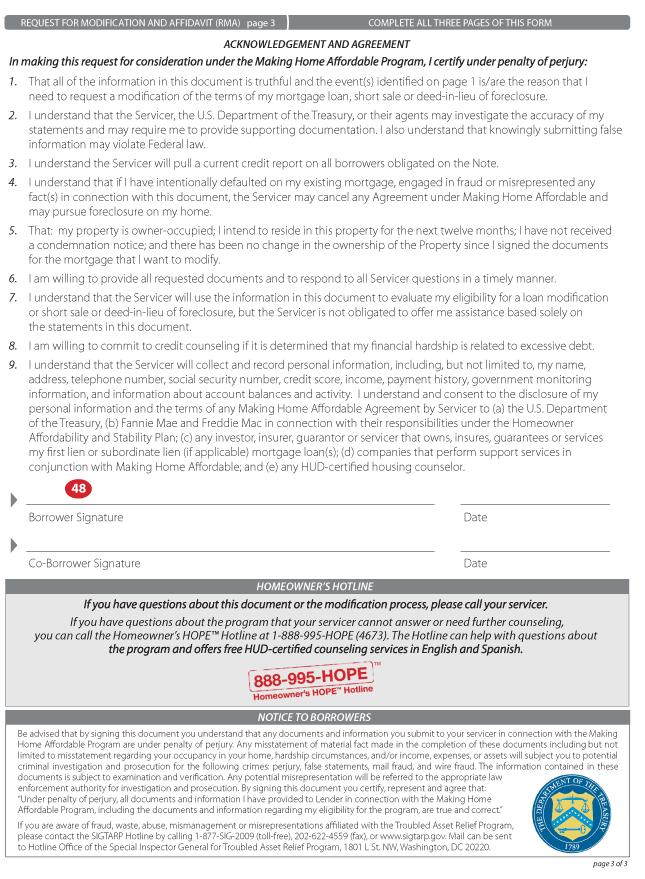 REQUEST FOR MODIFICATION AND AFFIDAVIT (RMA) page 3
COMPLETE ALL THREE PAGES OF THIS FORM
ACKNOWLEDGEMENT AND AGREEMENT
In making this request for consideration under the Making Home Affordable Program, I certify under penalty of perjury:
1. That all of the information in this document is truthful and the event(s) identified on page 1 is/are the reason that I
need to request a modification of the terms of my mortgage loan, short sale or deed-in-lieu of foreclosure.
2. I understand that the Servicer, the U.S. Department of the Treasury, or their agents may investigate the accuracy of my
statements and may require me to provide supporting documentation. I also understand that knowingly submitting false
information may violate Federal law.
3. I understand the Servicer will pull a current credit report on all borrowers obligated on the Note.
4. I understand that if I have intentionally defaulted on my existing mortgage, engaged in fraud or misrepresented any
fact(s) in connection with this document, the Servicer may cancel any Agreement under Making Home Affordable and
may pursue foreclosure on my home.
5. That: my property is owner-occupied; I intend to reside in this property for the next twelve months; I have not received
a condemnation notice; and there has been no change in the ownership of the Property since I signed the documents
for the mortgage that I want to modify.
6. I am willing to provide all requested documents and to respond to all Servicer questions in a timely manner.
7. I understand that the Servicer will use the information in this document to evaluate my eligibility for a loan modification
or short sale or deed-in-lieu of foreclosure, but the Servicer is not obligated to offer me assistance based solely on
the statements in this document.
8. I am willing to commit to credit counseling if it is determined that my financial hardship is related to excessive debt.
9. I understand that the Servicer will collect and record personal information, including, but not limited to, my name,
address, telephone number, social security number, credit score, income, payment history, government monitoring
information, and information about account balances and activity. I understand and consent to the disclosure of my
personal information and the terms of any Making Home Affordable Agreement by Servicer to (a) the U.S. Department
of the Treasury, (b) Fannie Mae and Freddie Mac in connection with their responsibilities under the Homeowner
Affordability and Stability Plan; (c) any investor, insurer, guarantor or servicer that owns, insures, guarantees or services
my first lien or subordinate lien (if applicable) mortgage loan(s); (d) companies that perform support services in
conjunction with Making Home Affordable; and (e) any HUD-certified housing counselor.
48
Borrower Signature Date
Co-Borrower Signature Date
HOMEOWNER'S HOTLINE
If you have questions about this document or the modification process, please call your servicer.
If you have questions about the program that your servicer cannot answer or need further counseling,
you can call the Homeowner's HOPE™ Hotline at 1-888-995-HOPE (4673). The Hotline can help with questions about
the program and offers free HUD-certified counseling services in English and Spanish.
888-995-HOPE™
Homeowner's HOPE™ Hotline
NOTICE TO BORROWERS
Be advised that by signing this document you understand that any documents and information you submit to your servicer in connection with the Making
Home Affordable Program are under penalty of perjury. Any misstatement of material fact made in the completion of these documents including but not
limited to misstatement regarding your occupancy in your home, hardship circumstances, and/or income, expenses, or assets will subject you to potential
criminal investigation and prosecution for the following crimes: perjury, false statements, mail fraud, and wire fraud. The information contained in these
documents is subject to examination and verification. Any potential misrepresentation will be referred to the appropriate law
enforcement authority for investigation and prosecution. By signing this document you certify, represent and agree that:
"Under penalty of perjury, all documents and information I have provided to Lender in connection with the Making Home
Affordable Program, including the documents and information regarding my eligibility for the program, are true and correct."
If you are aware of fraud, waste, abuse, mismanagement or misrepresentations affiliated with the Troubled Asset Relief Program,
please contact the SIGTARP Hotline by calling 1-877-SIG-2009 (toll-free), 202-622-4559 (fax), or www.sigtarp.gov. Mail can be sent
to Hotline Office of the Special Inspector General for Troubled Asset Relief Program, 1801 L St. NW, Washington, DC 20220.
THE DEPARTMENT OF THE TREASURY
1789
page 3 of 3